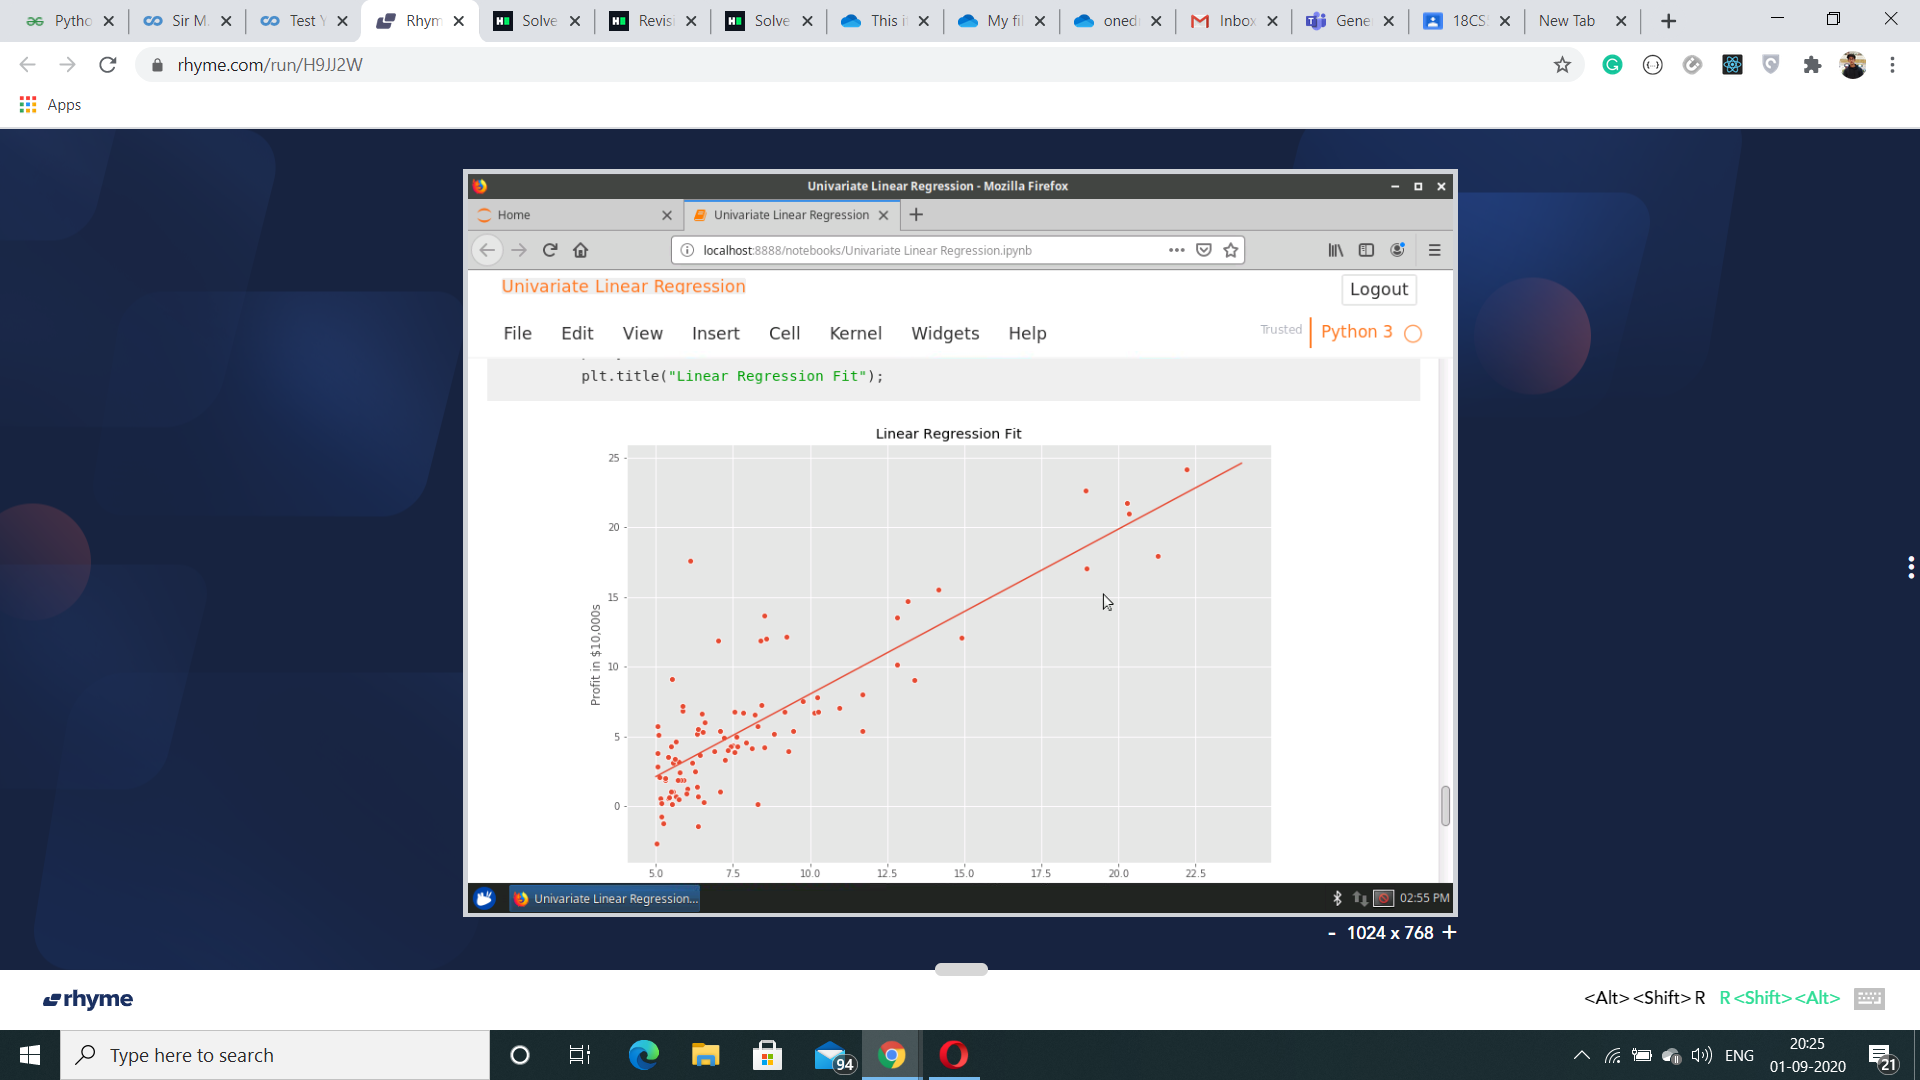 Pytho
Sir M
Test Y
Rhym
Solve
Revisi
Solve
This i
My fil
oned
Inbox
Gene
18CS
New Tab
rhyme.com/run/H9JJ2W
Apps
Univariate Linear Regression - Mozilla Firefox
Home
Univariate Linear Regression
localhost:8888/notebooks/Univariate Linear Regression.ipynb
Univariate Linear Regression
Logout
File Edit View Insert Cell Kernel Widgets Help
Trusted
Python 3
plt.title("Linear Regression Fit");
Linear Regression Fit
25
20
15
10
5
0
Profit in $10,000s
5.0 7.5 10.0 12.5 15.0 17.5 20.0 22.5
Univariate Linear Regression...
02:55 PM
- 1024 x 768 +
rhyme
<Alt><Shift>R R<Shift><Alt>
Type here to search
94
ENG
20:25
01-09-2020
21